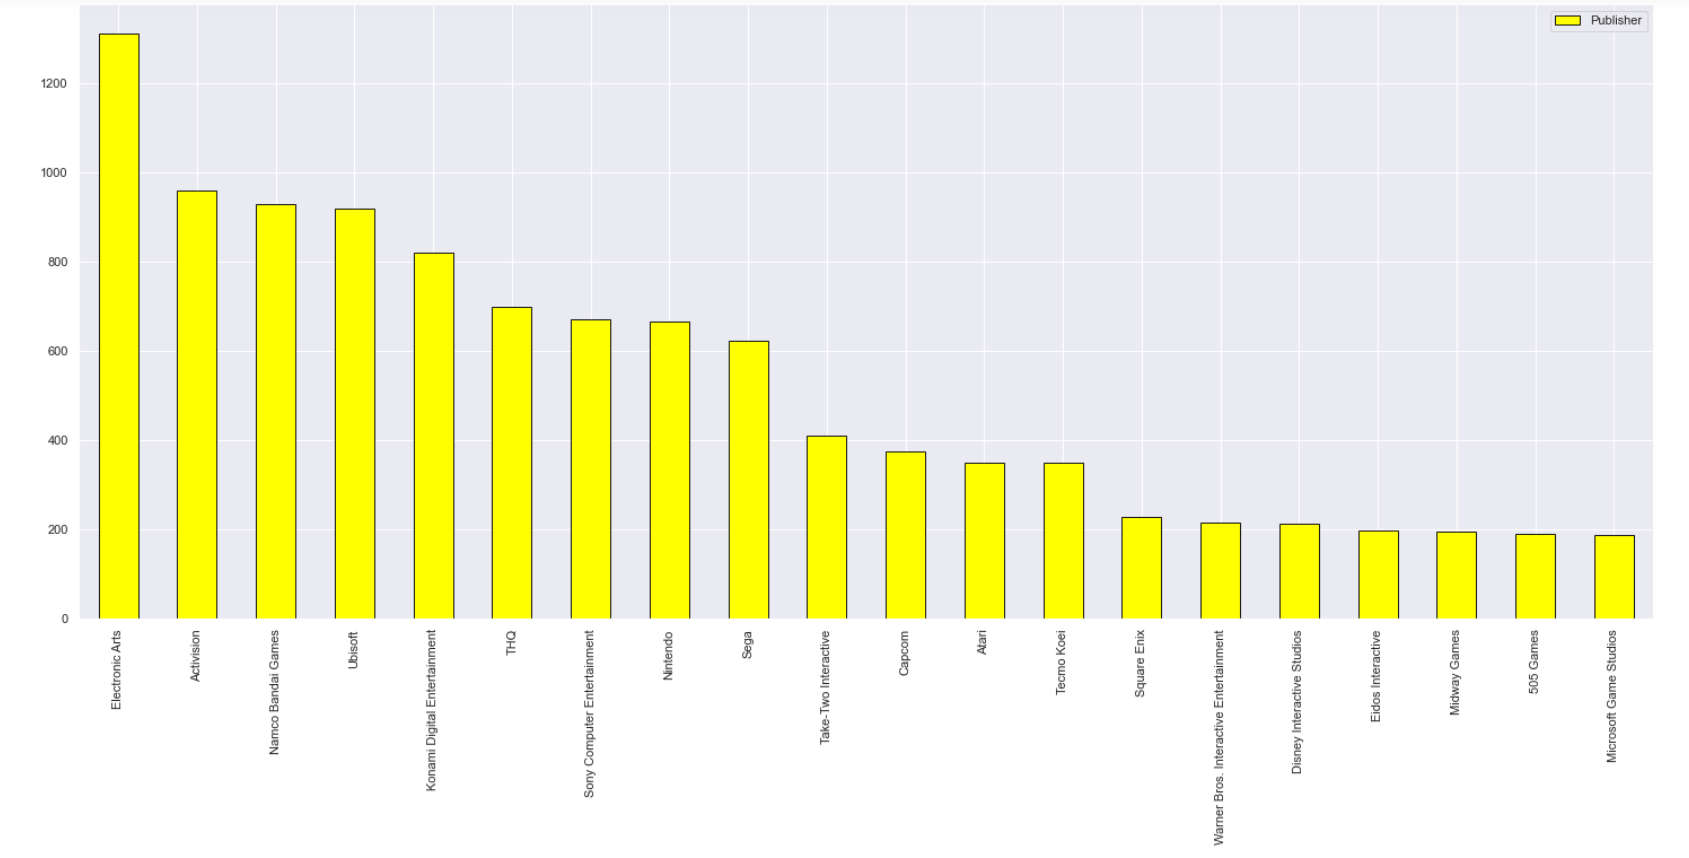 Publisher
1200
1000
800
600
400
200
0
Electronic Arts
Activision
Namco Bandai Games
Ubisoft
Konami Digital Entertainment
THQ
Sony Computer Entertainment
Nintendo
Sega
Take-Two Interactive
Capcom
Atari
Tecmo Koei
Square Enix
Warner Bros. Interactive Entertainment
Disney Interactive Studios
Eidos Interactive
Midway Games
505 Games
Microsoft Game Studios